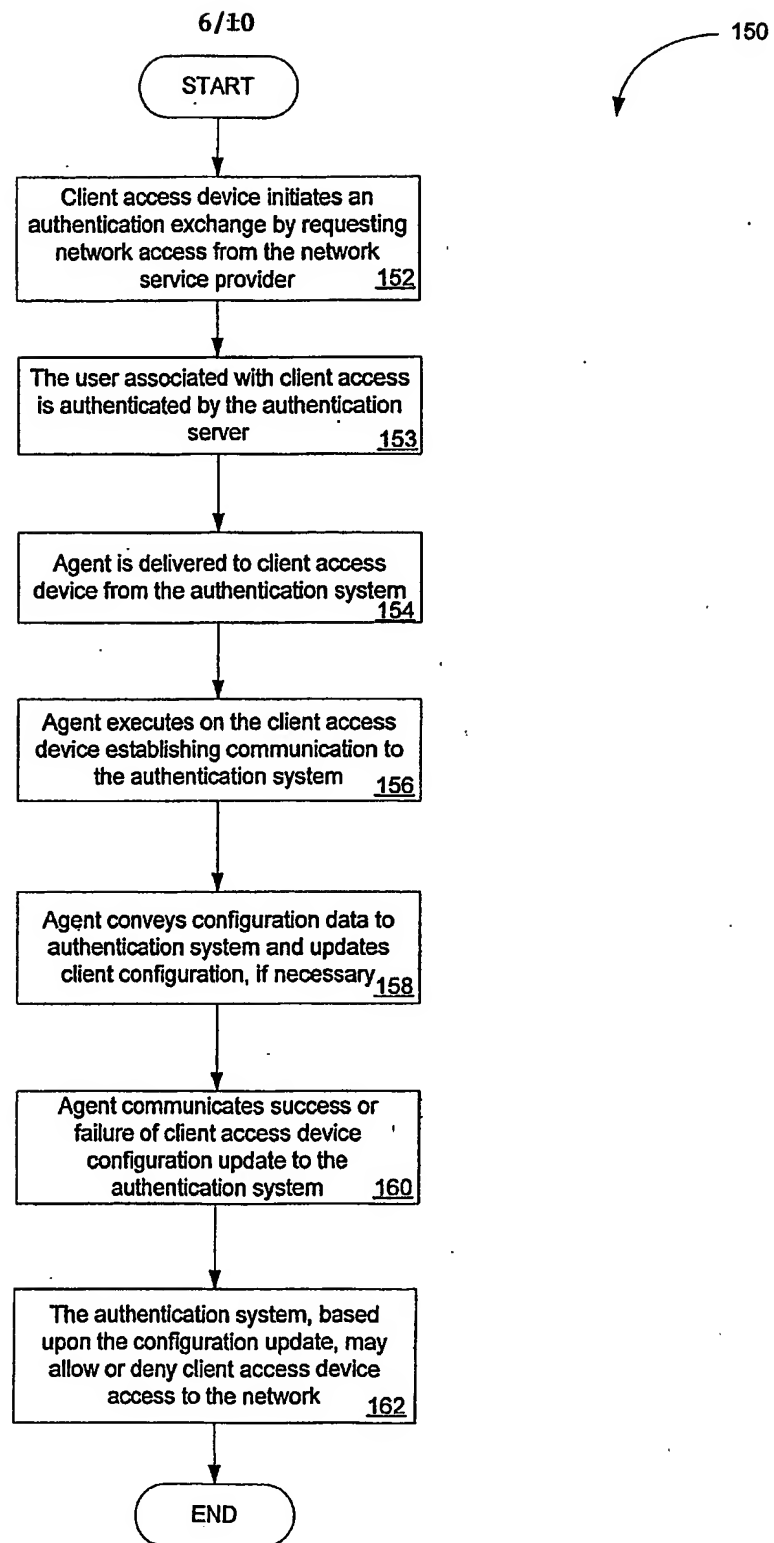 6/10
150
START
Client access device initiates an
authentication exchange by requesting
network access from the network
service provider
152
The user associated with client access
is authenticated by the authentication
server
153
Agent is delivered to client access
device from the authentication system
154
Agent executes on the client access
device establishing communication to
the authentication system
156
Agent conveys configuration data to
authentication system and updates
client configuration, if necessary
158
Agent communicates success or
failure of client access device
configuration update to the
authentication system
160
The authentication system, based
upon the configuration update, may
allow or deny client access device
access to the network
162
END